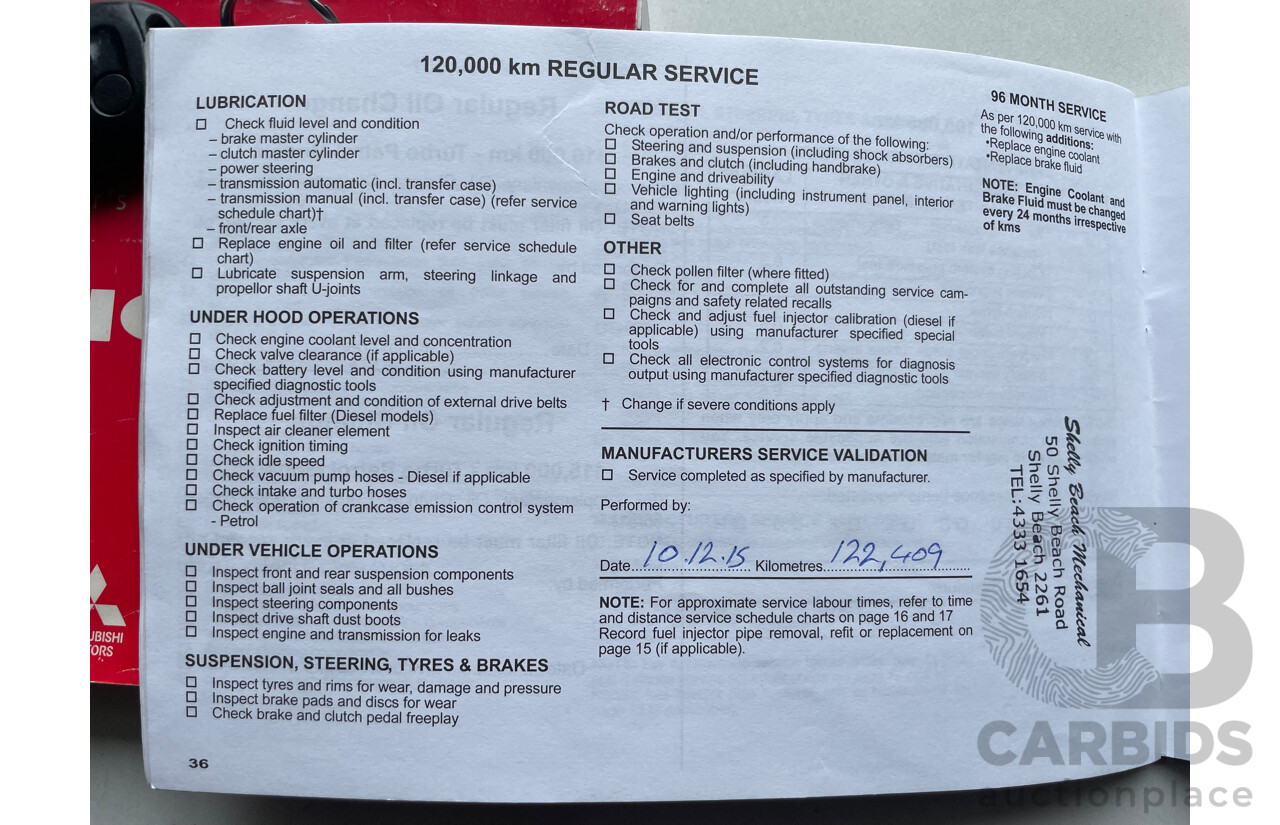 120,000 km REGULAR SERVICE
LUBRICATION
Check fluid level and condition
– brake master cylinder
– clutch master cylinder
– power steering
– transmission automatic (incl. transfer case)
– transmission manual (incl. transfer case) (refer service
schedule chart)†
– front/rear axle
Replace engine oil and filter (refer service schedule
chart)
Lubricate suspension arm, steering linkage and
propellor shaft U-joints
UNDER HOOD OPERATIONS
Check engine coolant level and concentration
Check valve clearance (if applicable)
Check battery level and condition using manufacturer
specified diagnostic tools
Check adjustment and condition of external drive belts
Replace fuel filter (Diesel models)
Inspect air cleaner element
Check ignition timing
Check idle speed
Check vacuum pump hoses - Diesel if applicable
Check intake and turbo hoses
Check operation of crankcase emission control system
- Petrol
UNDER VEHICLE OPERATIONS
Inspect front and rear suspension components
Inspect ball joint seals and all bushes
Inspect steering components
Inspect drive shaft dust boots
Inspect engine and transmission for leaks
SUSPENSION, STEERING, TYRES & BRAKES
Inspect tyres and rims for wear, damage and pressure
Inspect brake pads and discs for wear
Check brake and clutch pedal freeplay
36
ROAD TEST
Check operation and/or performance of the following:
Steering and suspension (including shock absorbers)
Brakes and clutch (including handbrake)
Engine and driveability
Vehicle lighting (including instrument panel, interior
and warning lights)
Seat belts
OTHER
Check pollen filter (where fitted)
Check for and complete all outstanding service cam-
paigns and safety related recalls
Check and adjust fuel injector calibration (diesel if
applicable) using manufacturer specified special
tools
Check all electronic control systems for diagnosis
output using manufacturer specified diagnostic tools
† Change if severe conditions apply
MANUFACTURERS SERVICE VALIDATION
Service completed as specified by manufacturer.
Performed by:
Date 10.12.15 Kilometres 122,409
NOTE: For approximate service labour times, refer to time
and distance service schedule charts on page 16 and 17
Record fuel injector pipe removal, refit or replacement on
page 15 (if applicable).
96 MONTH SERVICE
As per 120,000 km service with
the following additions:
•Replace engine coolant
•Replace brake fluid
NOTE: Engine Coolant and
Brake Fluid must be changed
every 24 months irrespective
of kms
Shelly Beach Mechanical
50 Shelly Beach Road
Shelly Beach 2261
TEL:4333 1654
UBISHI
ORS
CARBIDS
auctionplace